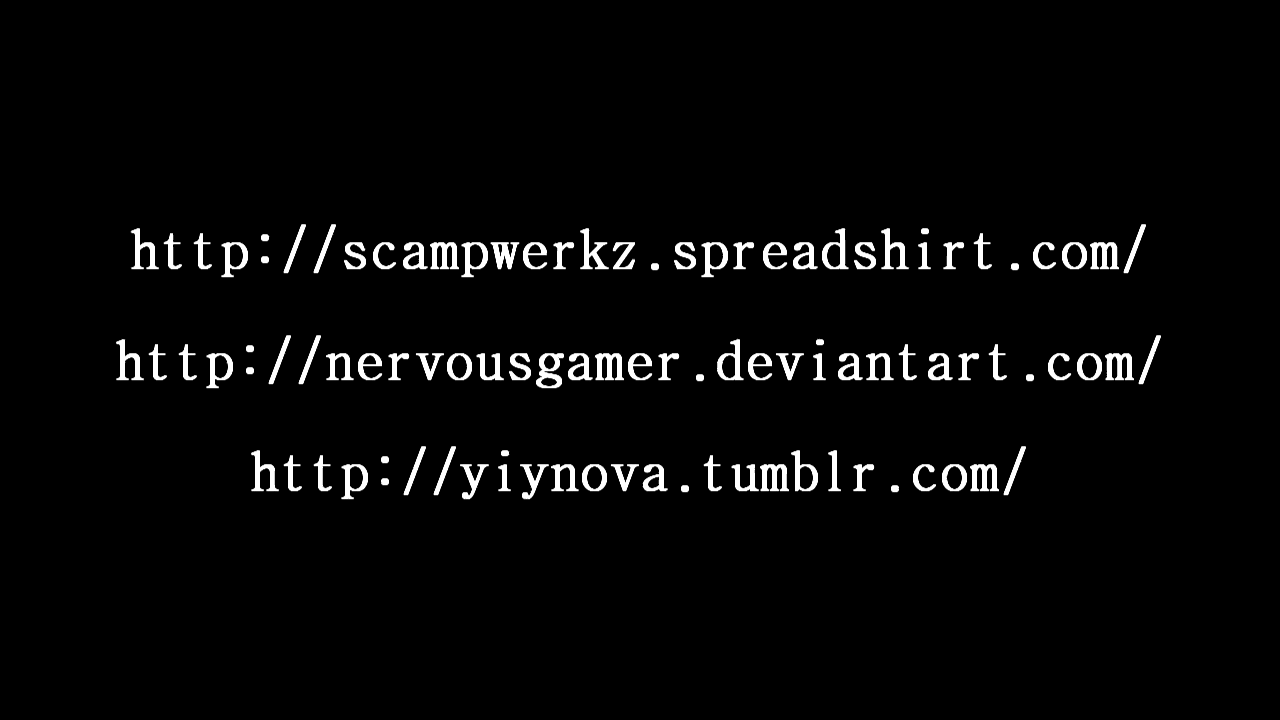 http://scampwerkz.spreadshirt.com/
http://nervousgamer.deviantart.com/
http://yiynova.tumblr.com/